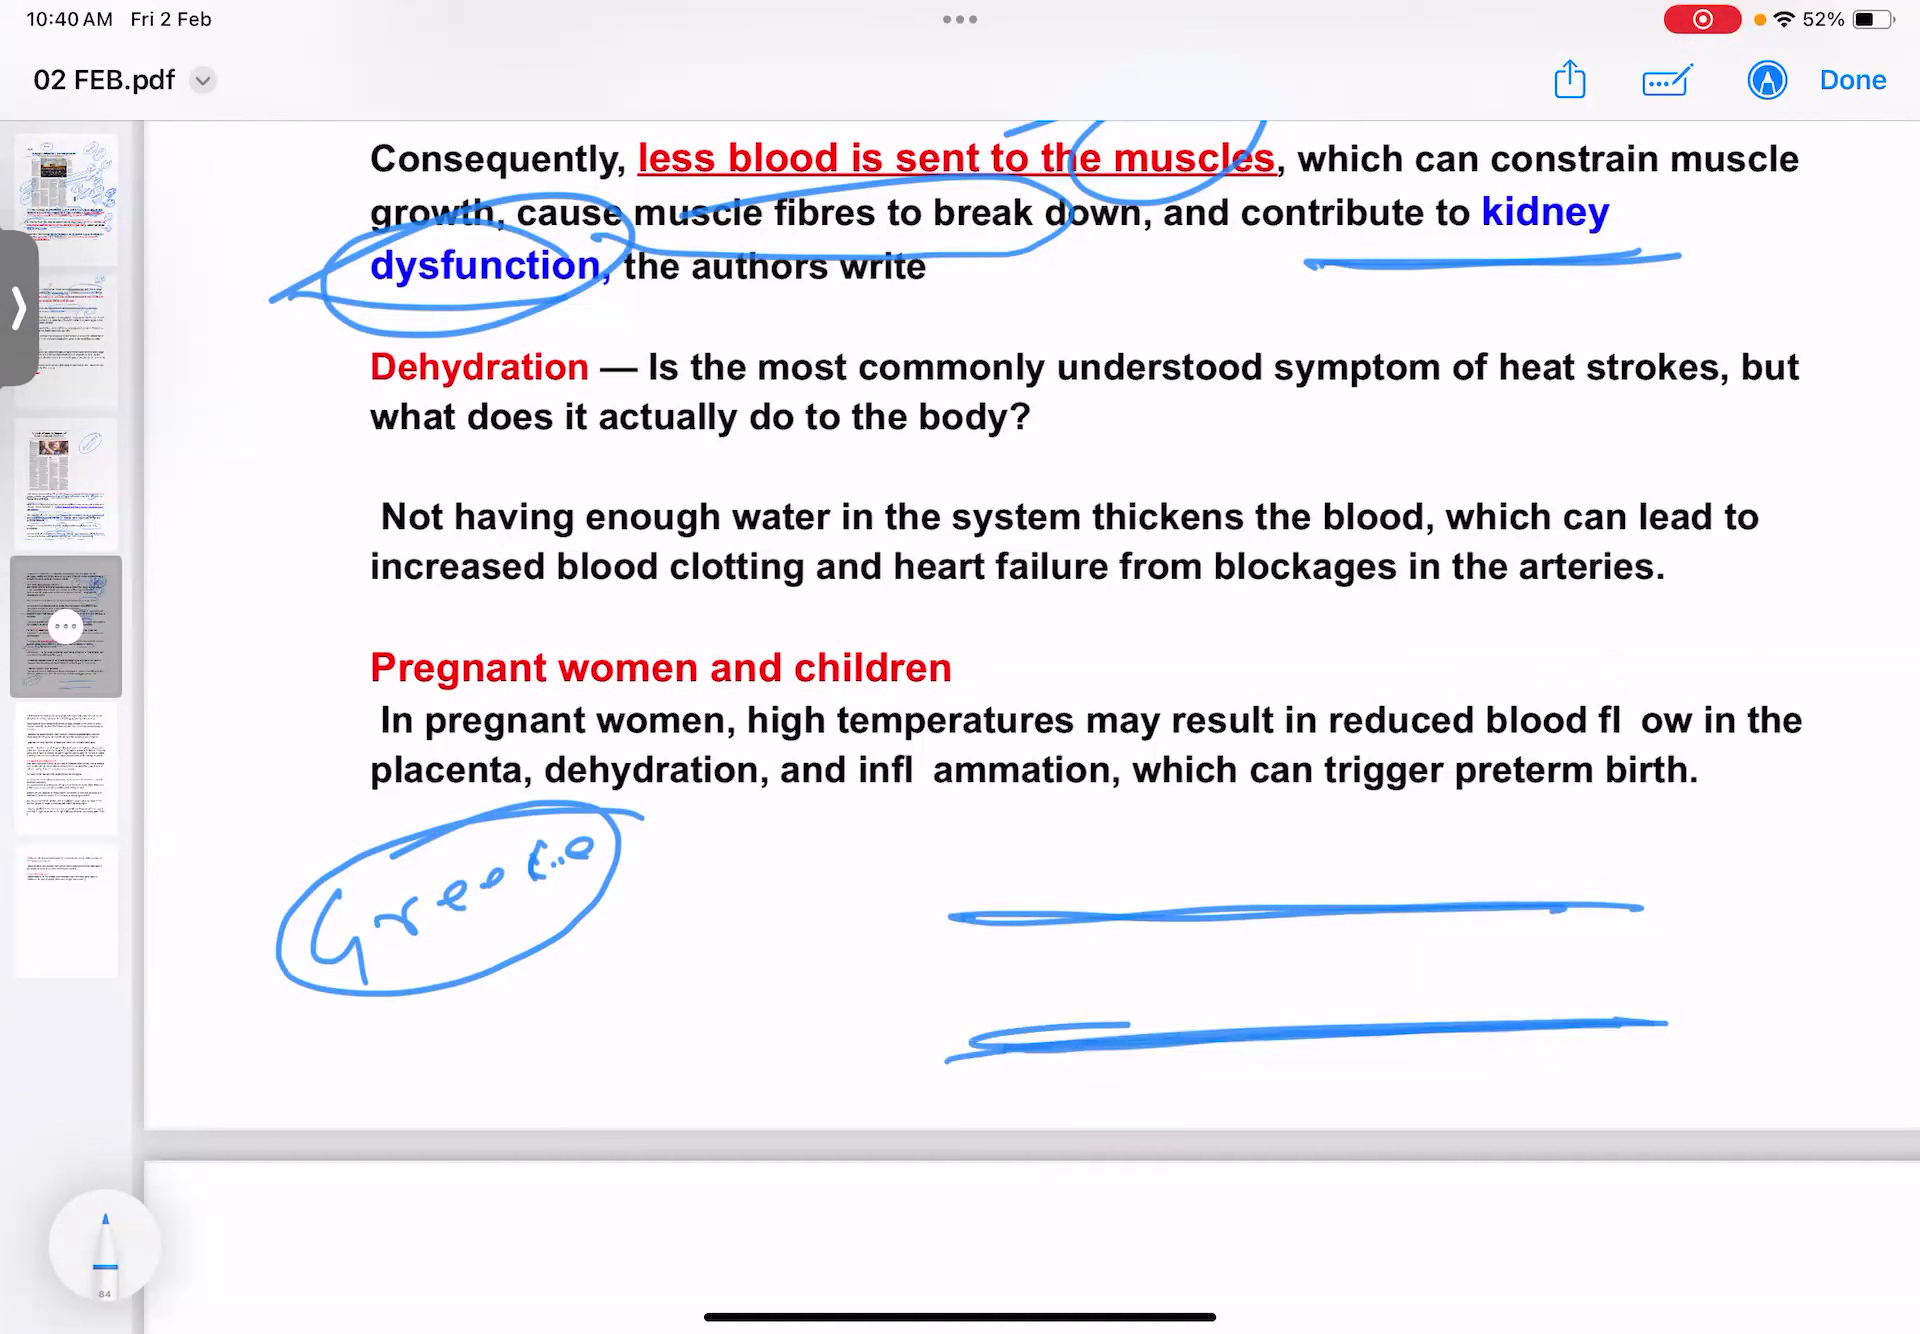 10:40 AM Fri 2 Feb
52%
02 FEB.pdf
Done
Consequently, less blood is sent to the muscles, which can constrain muscle
growth, cause muscle fibres to break down, and contribute to kidney
dysfunction, the authors write
Dehydration — Is the most commonly understood symptom of heat strokes, but
what does it actually do to the body?
Not having enough water in the system thickens the blood, which can lead to
increased blood clotting and heart failure from blockages in the arteries.
Pregnant women and children
In pregnant women, high temperatures may result in reduced blood fl ow in the
placenta, dehydration, and infl ammation, which can trigger preterm birth.
84